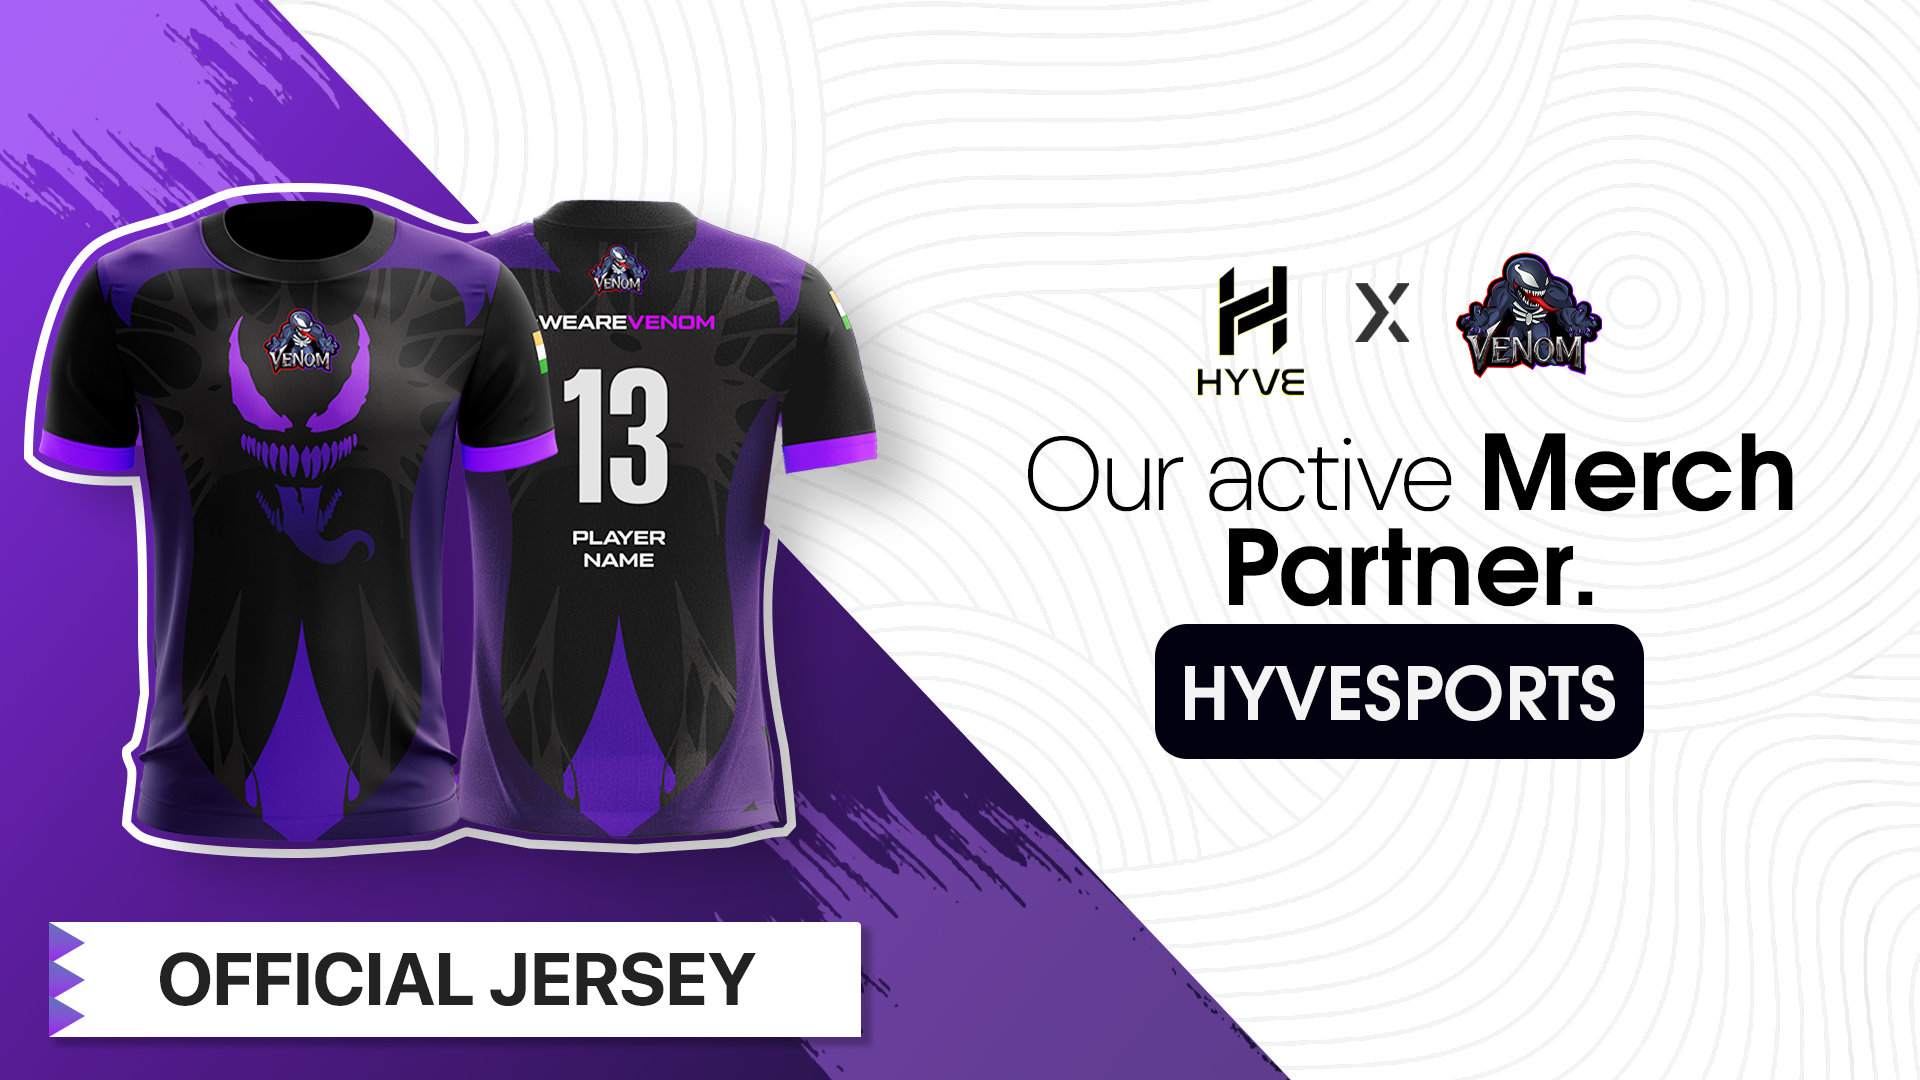 VENOM
VENOM
WEAREVENOM
13
PLAYER
NAME
OFFICIAL JERSEY
HYVE
X
VENOM
Our active Merch
Partner.
HYVESPORTS